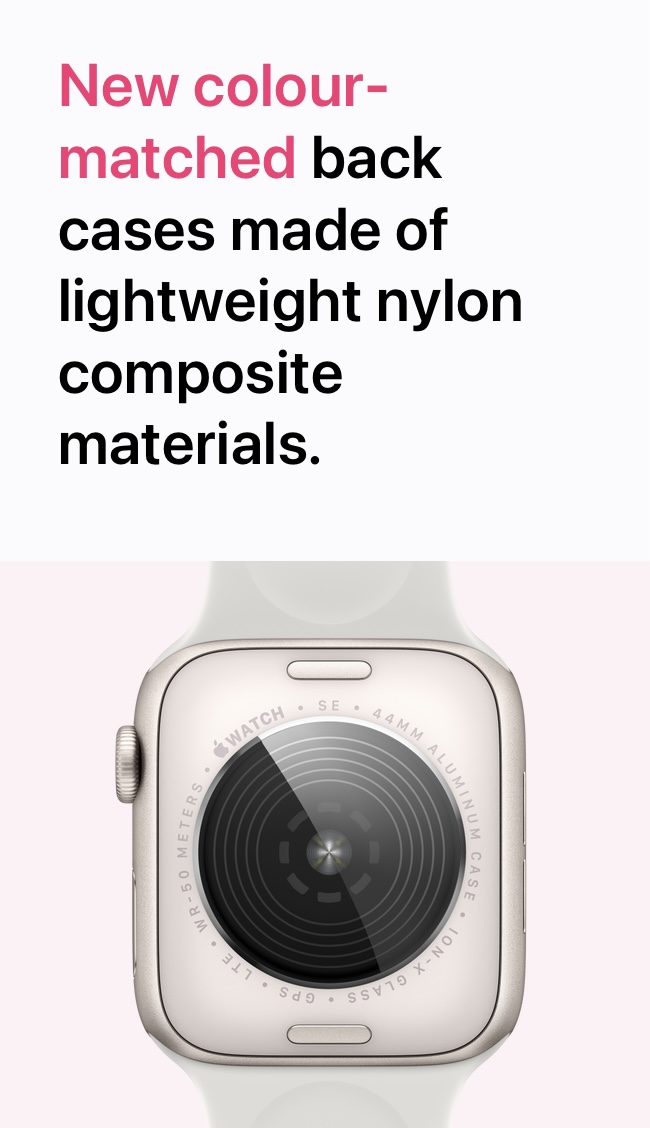 New colour-
matched back
cases made of
lightweight nylon
composite
materials.
WATCH • SE • 44MM ALUMINUM CASE • ION-X GLASS • GPS • LTE • WR-50 METERS •